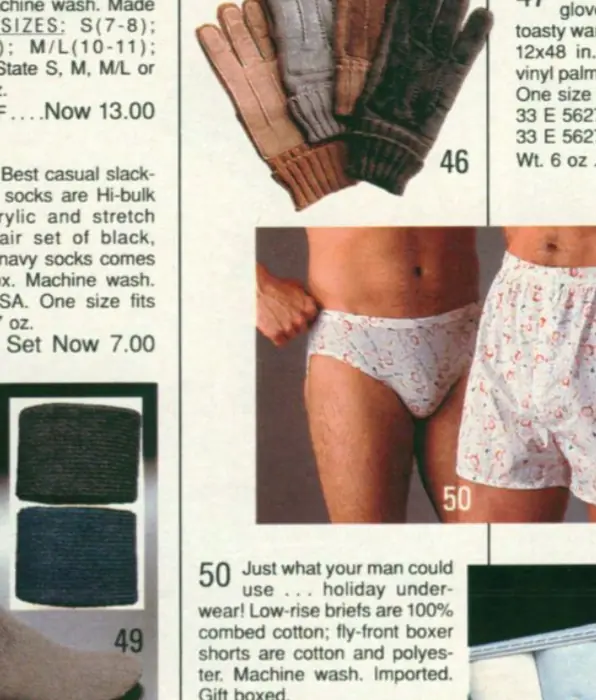 chine wash. Made
SIZES: S(7-8);
); M/L(10-11);
State S, M, M/L or
z.
F....Now 13.00
Best casual slack-
socks are Hi-bulk
rylic and stretch
air set of black,
navy socks comes
ox. Machine wash.
SA. One size fits
7 oz.
Set Now 7.00
49
46
50
50 Just what your man could
use ... holiday under-
wear! Low-rise briefs are 100%
combed cotton; fly-front boxer
shorts are cotton and polyes-
ter. Machine wash. Imported.
Gift boxed.
47 glov
toasty wa
12x48 in.
vinyl palm
One size
33 E 562
33 E 562
Wt. 6 oz .